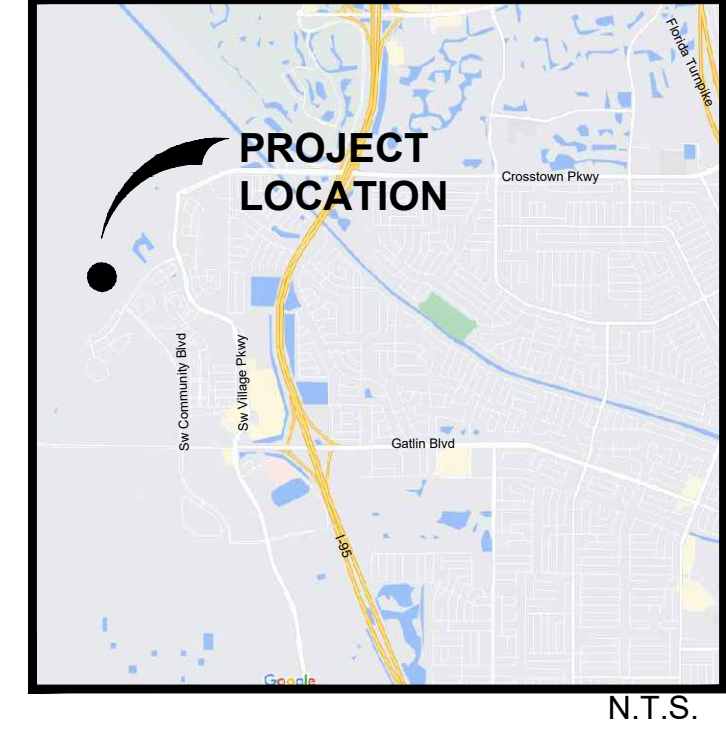 Florida Turnpike
PROJECT
LOCATION
Crosstown Pkwy
Sw Community Blvd
Sw Village Pkwy
Gatlin Blvd
I-95
Google
N.T.S.